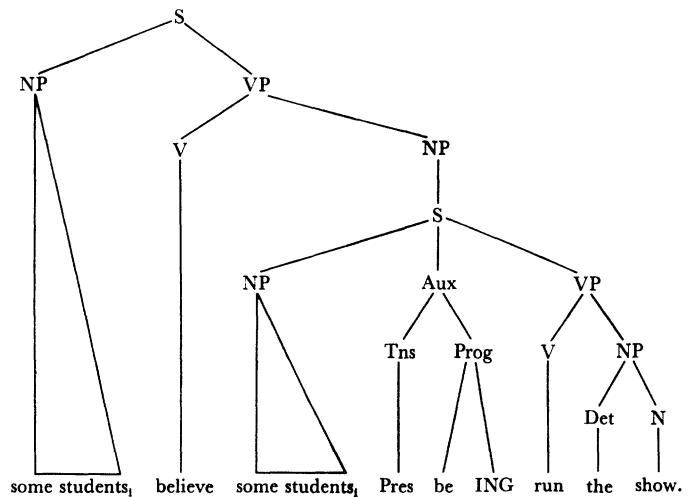 S
NP VP
V NP
S
NP Aux VP
Tns Prog V NP
Det N
some students₁ believe some students₁ Pres be ING run the show.